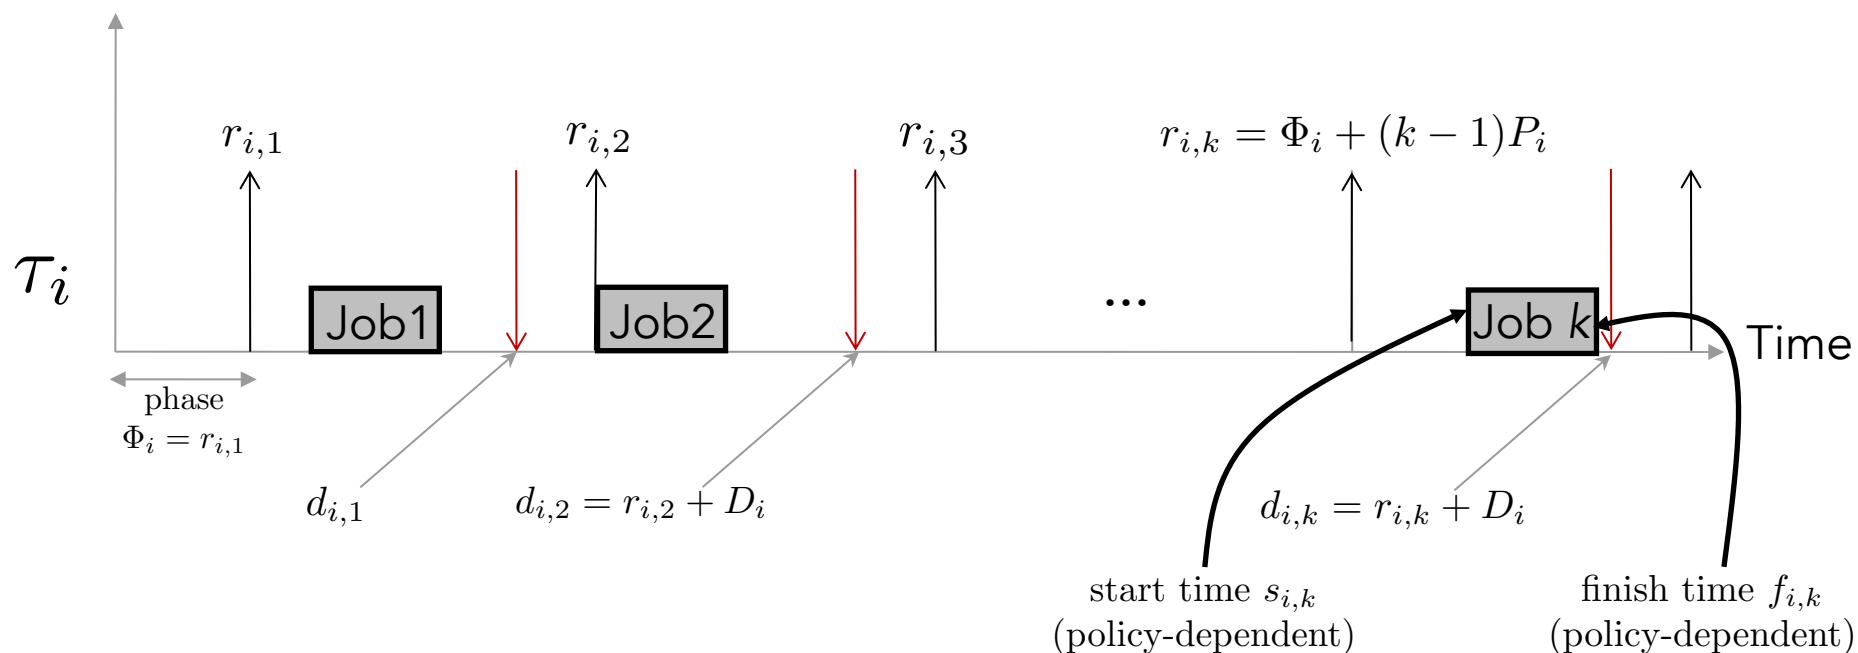 r_{i,1}
r_{i,2}
r_{i,3}
r_{i,k} = Φ_i + (k − 1)P_i
τ_i
Job1
Job2
...
Job k
Time
phase
Φ_i = r_{i,1}
d_{i,1}
d_{i,2} = r_{i,2} + D_i
d_{i,k} = r_{i,k} + D_i
start time s_{i,k}
(policy-dependent)
finish time f_{i,k}
(policy-dependent)